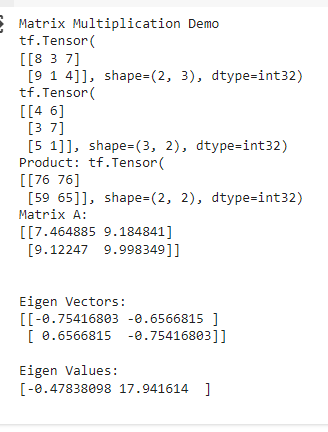 Matrix Multiplication Demo
tf.Tensor(
[[8 3 7]
 [9 1 4]], shape=(2, 3), dtype=int32)
tf.Tensor(
[[4 6]
 [3 7]
 [5 1]], shape=(3, 2), dtype=int32)
Product: tf.Tensor(
[[76 76]
 [59 65]], shape=(2, 2), dtype=int32)
Matrix A:
[[7.464885 9.184841]
 [9.12247  9.998349]]
Eigen Vectors:
[[-0.75416803 -0.6566815 ]
 [ 0.6566815  -0.75416803]]
Eigen Values:
[-0.47838098 17.941614  ]